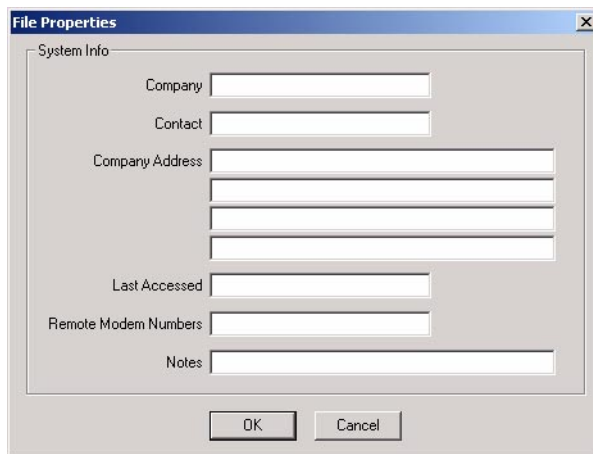 File Properties
System Info
Company
Contact
Company Address
Last Accessed
Remote Modem Numbers
Notes
OK Cancel